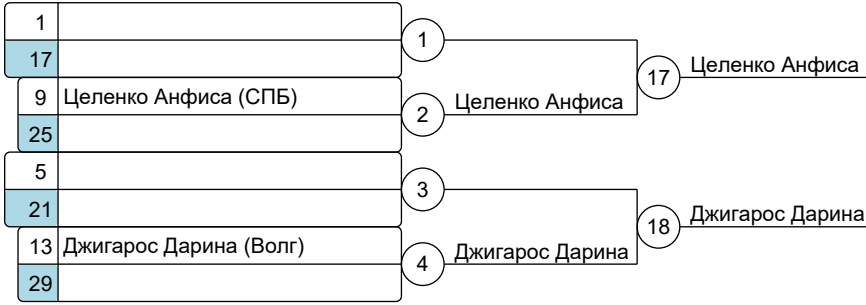 1
17
1
17
Целенко Анфиса
9 Целенко Анфиса (СПБ)
2
Целенко Анфиса
25
5
21
3
18
Джигарос Дарина
13 Джигарос Дарина (Волг)
4
Джигарос Дарина
29